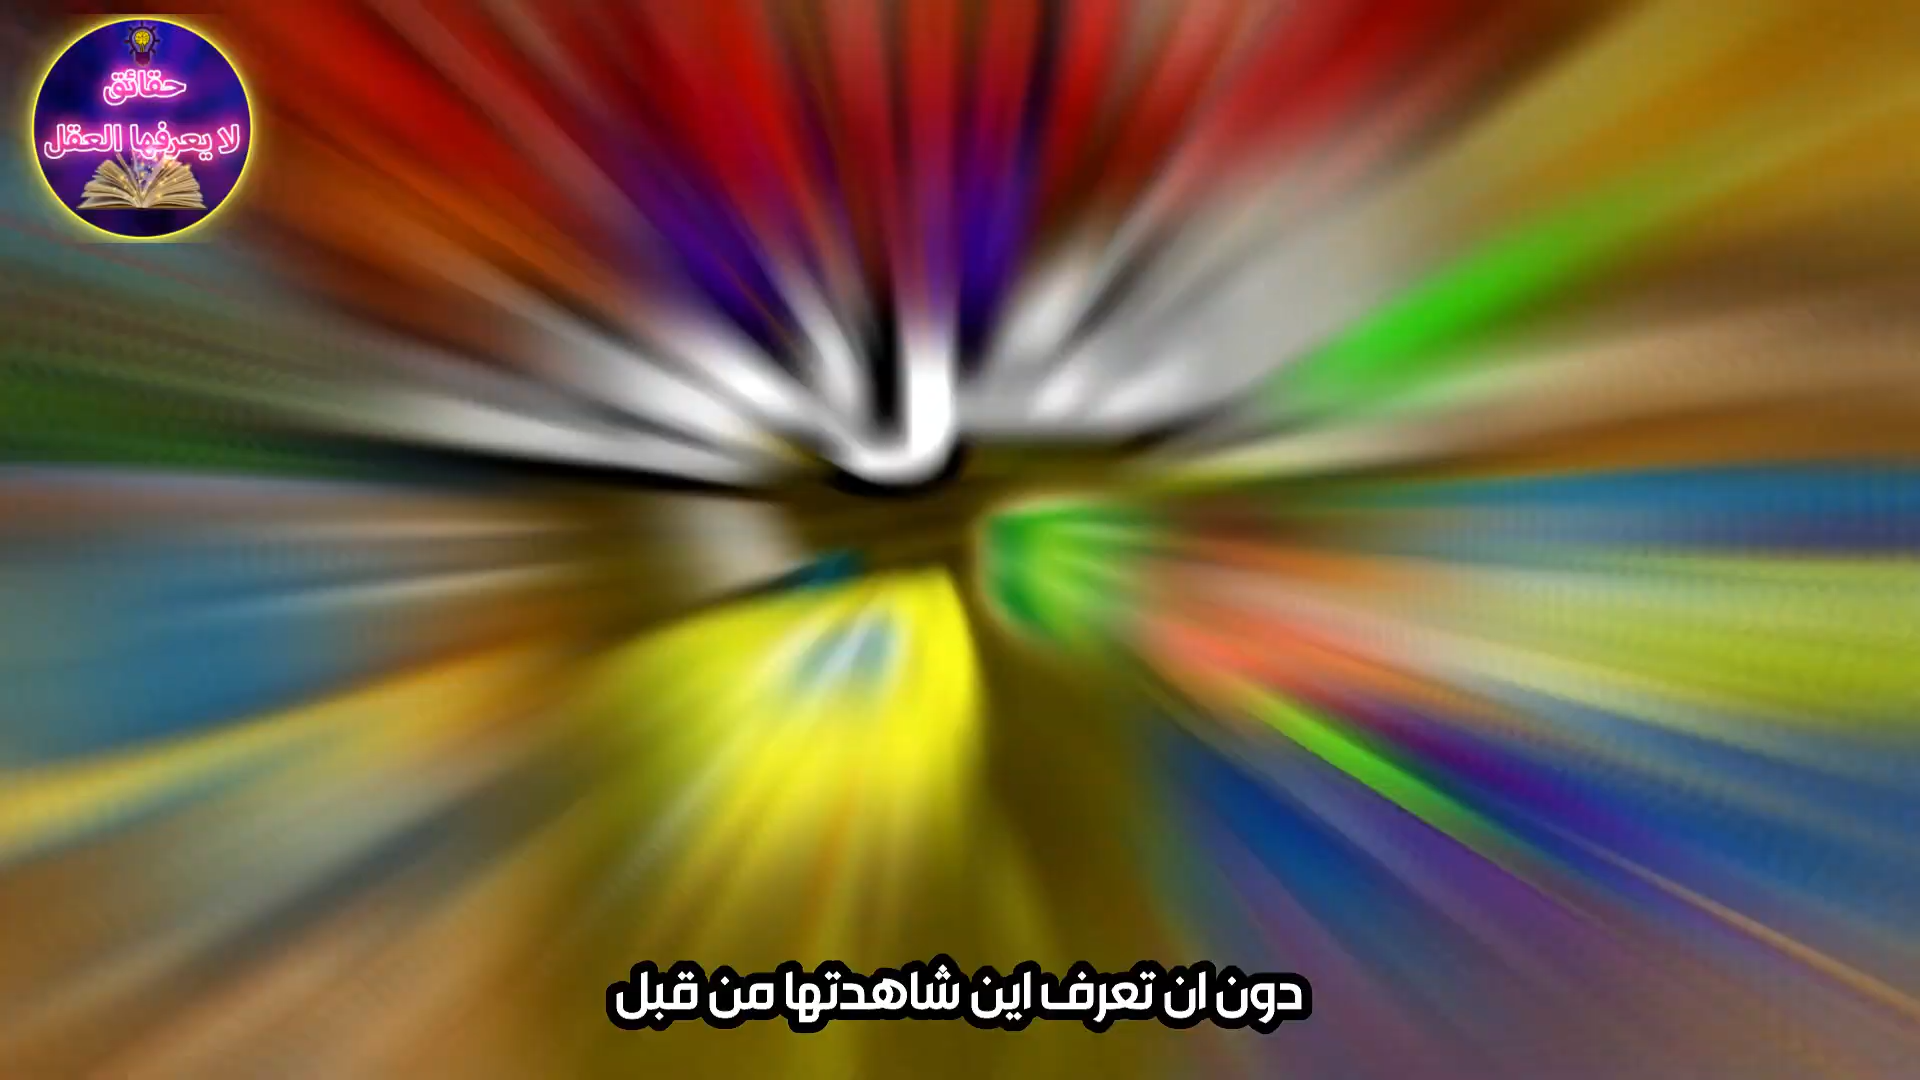 حقائق
لا يعرفها العقل
دون ان تعرف اين شاهدتها من قبل